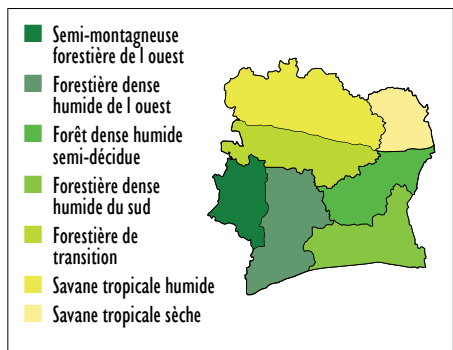 Semi-montagneuse
forestière de l ouest
Forestière dense
humide de l ouest
Forêt dense humide
semi-décidue
Forestière dense
humide du sud
Forestière de
transition
Savane tropicale humide
Savane tropicale sèche